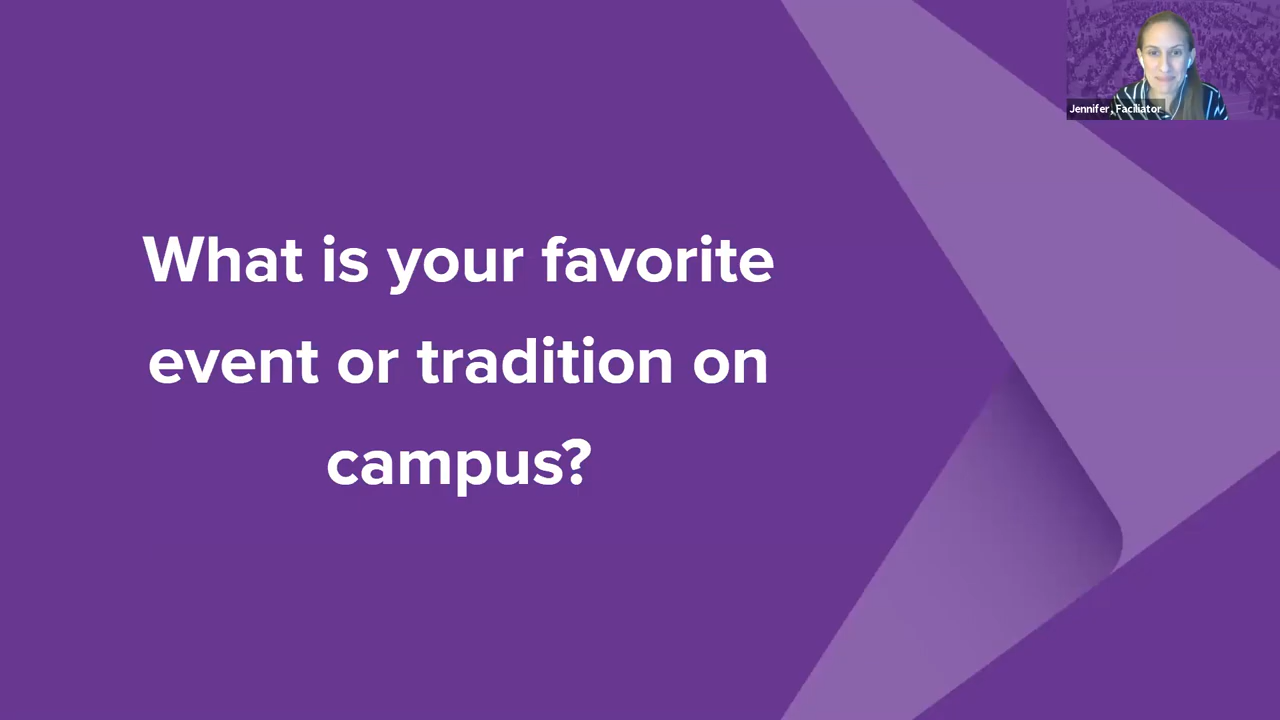 Jennifer, Faciliator
What is your favorite
event or tradition on
campus?